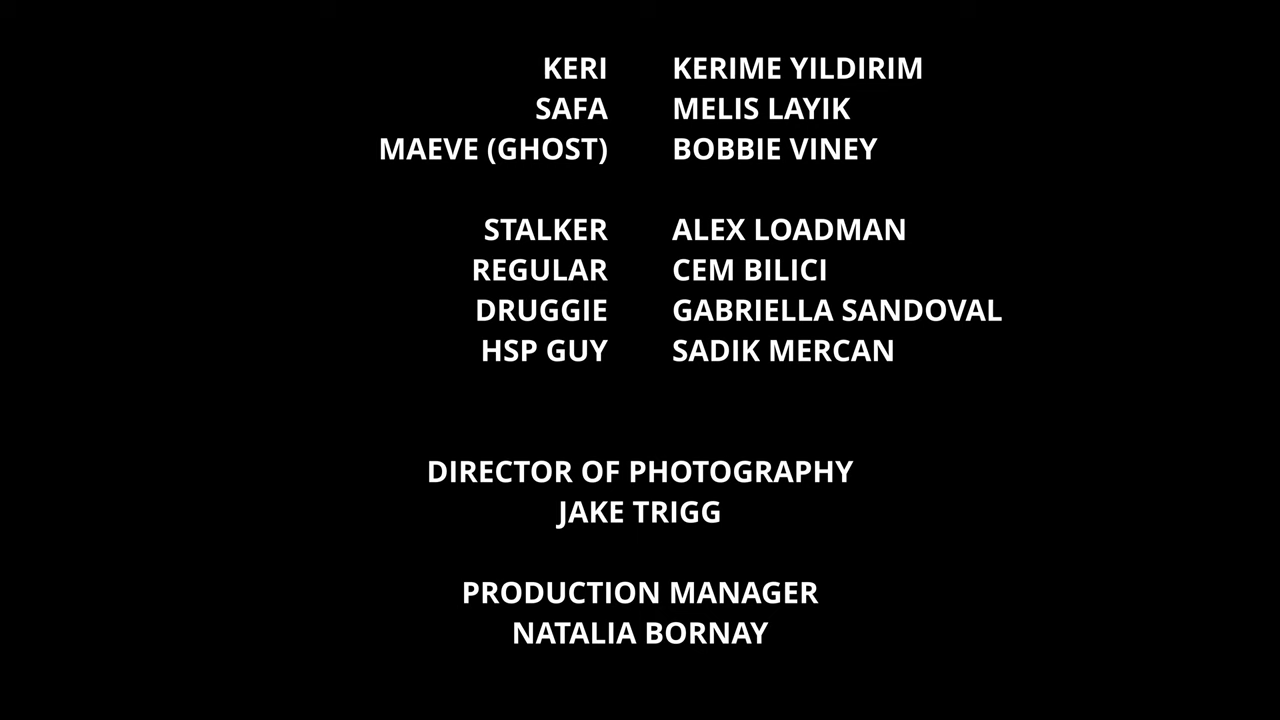 KERI KERIME YILDIRIM
SAFA MELIS LAYIK
MAEVE (GHOST) BOBBIE VINEY
STALKER ALEX LOADMAN
REGULAR CEM BILICI
DRUGGIE GABRIELLA SANDOVAL
HSP GUY SADIK MERCAN
DIRECTOR OF PHOTOGRAPHY
JAKE TRIGG
PRODUCTION MANAGER
NATALIA BORNAY